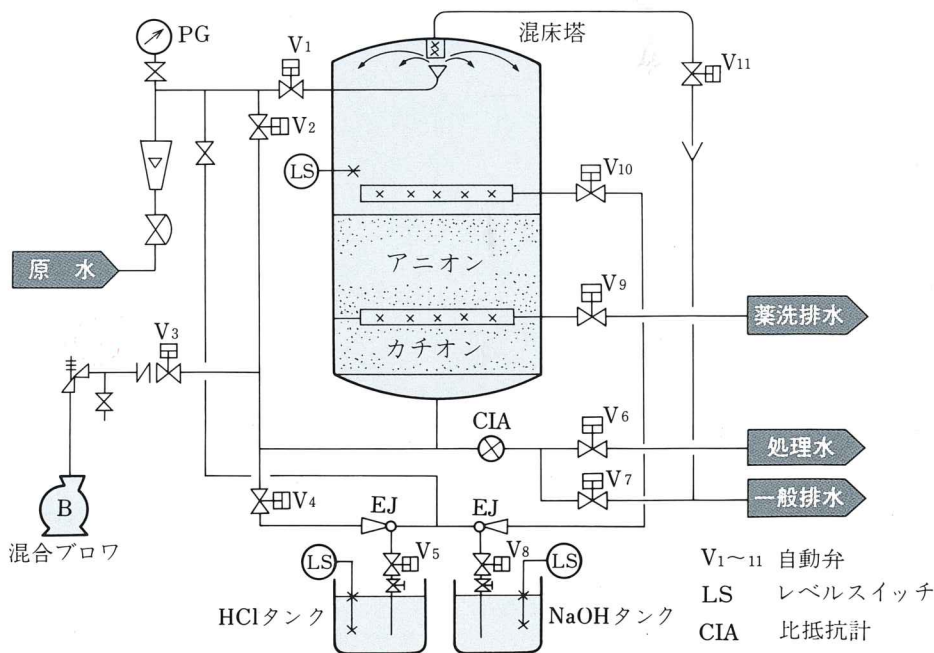 PG
V1
混床塔
V11
V2
LS
V10
アニオン
原水
V9
薬洗排水
カチオン
V3
CIA
V6
処理水
V7
一般排水
B
混合ブロワ
V4
EJ
EJ
LS
V5
V8
LS
HClタンク
NaOHタンク
V1~11 自動弁
LS レベルスイッチ
CIA 比抵抗計